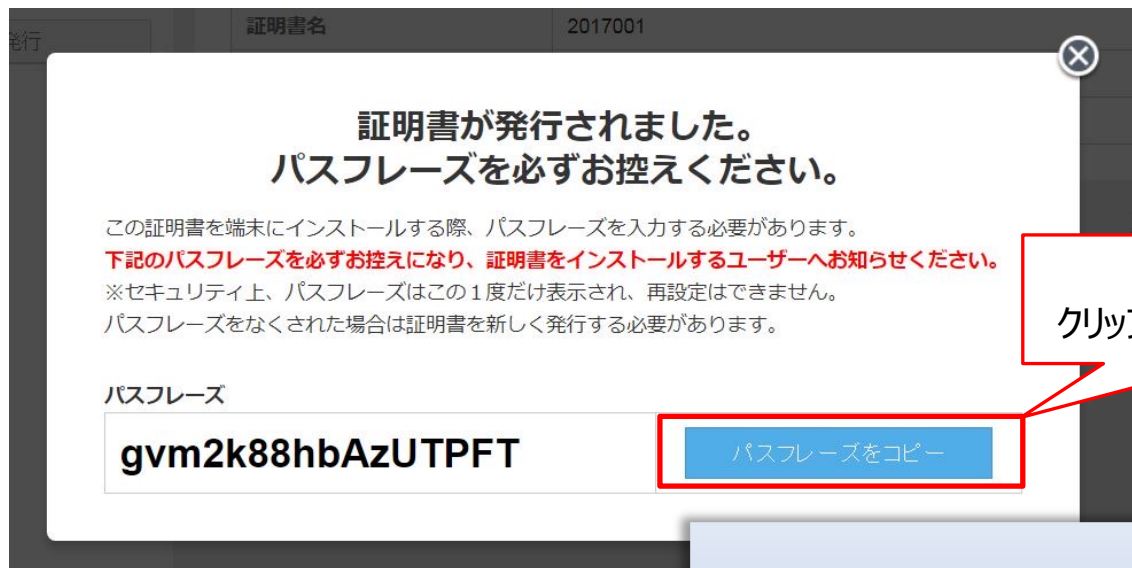 発行
証明書名 2017001
証明書が発行されました。
パスフレーズを必ずお控えください。
この証明書を端末にインストールする際、パスフレーズを入力する必要があります。
下記のパスフレーズを必ずお控えになり、証明書をインストールするユーザーへお知らせください。
※セキュリティ上、パスフレーズはこの１度だけ表示され、再設定はできません。
パスフレーズをなくされた場合は証明書を新しく発行する必要があります。
クリッ
パスフレーズ
gvm2k88hbAzUTPFT
パスフレーズをコピー